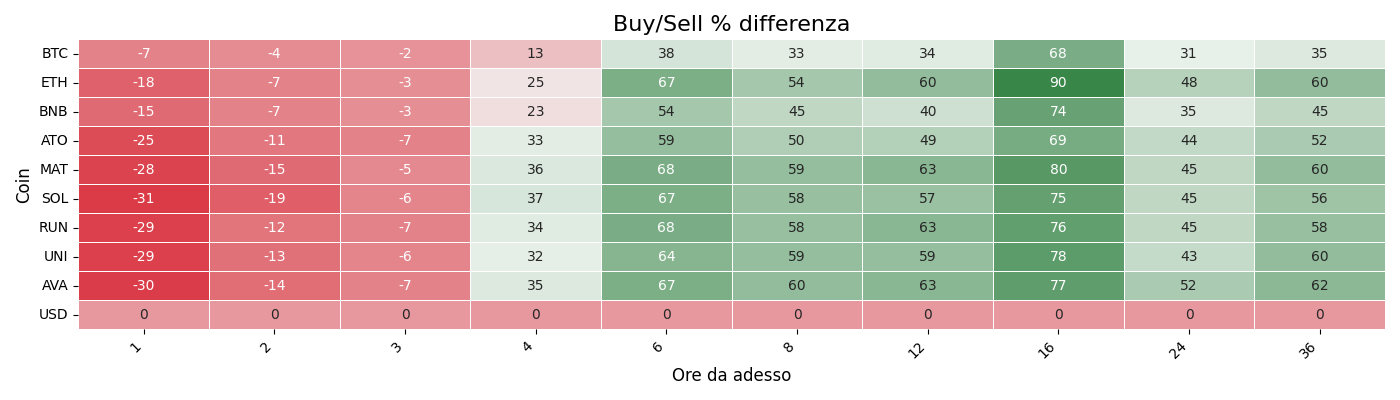 Buy/Sell % differenza
BTC -7 -4 -2 13 38 33 34 68 31 35
ETH -18 -7 -3 25 67 54 60 90 48 60
BNB -15 -7 -3 23 54 45 40 74 35 45
ATO -25 -11 -7 33 59 50 49 69 44 52
MAT -28 -15 -5 36 68 59 63 80 45 60
SOL -31 -19 -6 37 67 58 57 75 45 56
RUN -29 -12 -7 34 68 58 63 76 45 58
UNI -29 -13 -6 32 64 59 59 78 43 60
AVA -30 -14 -7 35 67 60 63 77 52 62
USD 0 0 0 0 0 0 0 0 0 0
Coin
1 2 3 4 6 8 12 16 24 36
Ore da adesso